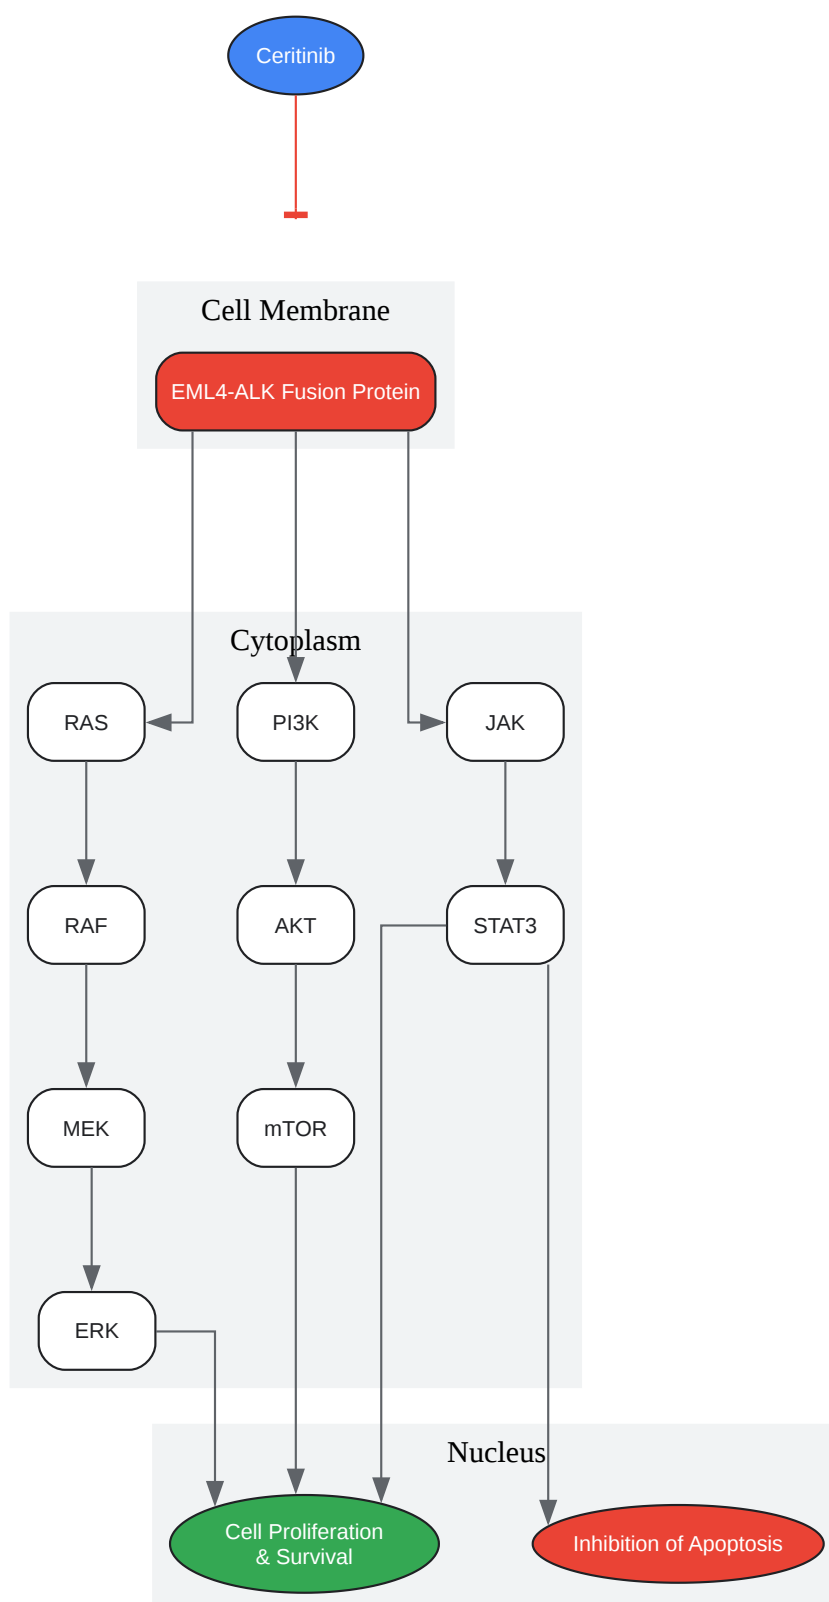 Ceritinib
Cell Membrane
EML4-ALK Fusion Protein
Cytoplasm
RAS
PI3K
JAK
RAF
AKT
STAT3
MEK
mTOR
ERK
Nucleus
Cell Proliferation
& Survival
Inhibition of Apoptosis